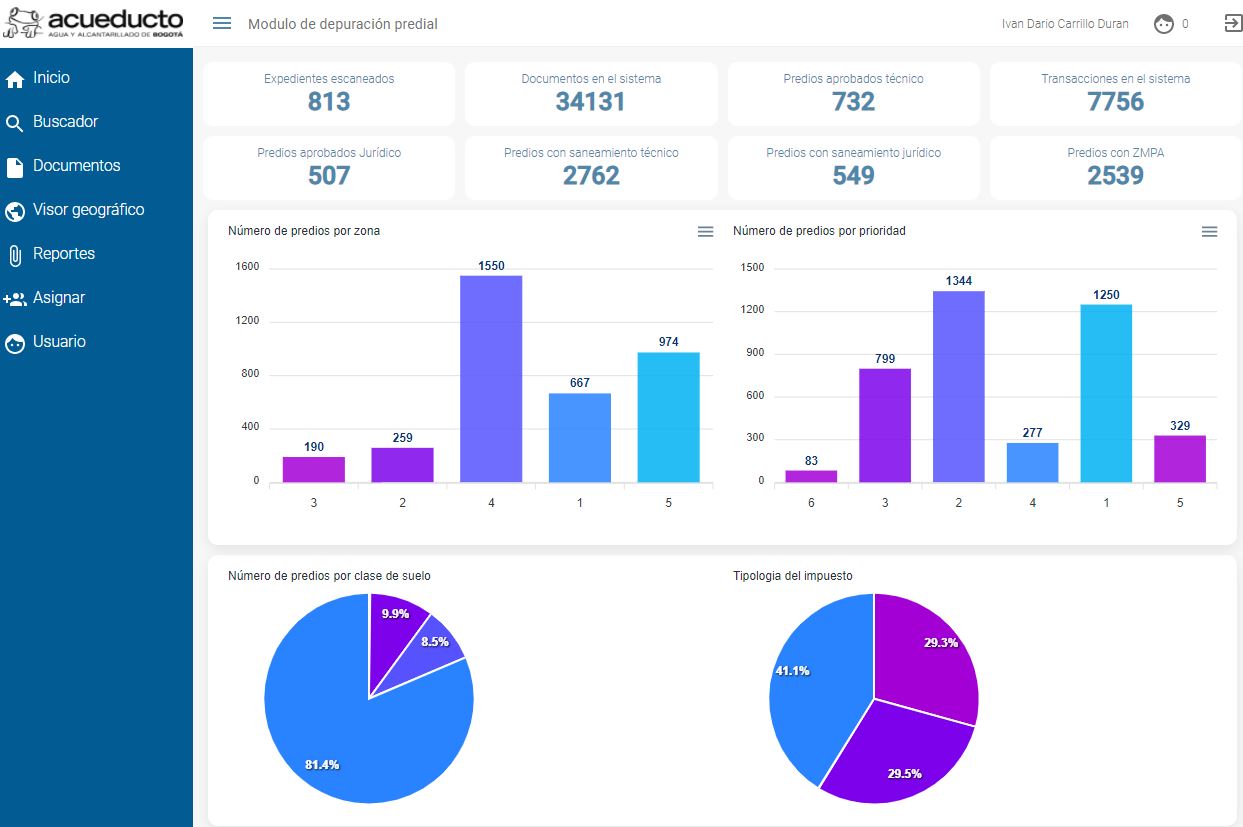 acueducto
AGUA Y ALCANTARILLADO DE BOGOTÁ
Modulo de depuración predial
Ivan Dario Carrillo Duran
0
Inicio
Buscador
Documentos
Visor geográfico
Reportes
Asignar
Usuario
Expedientes escaneados
813
Documentos en el sistema
34131
Predios aprobados técnico
732
Transacciones en el sistema
7756
Predios aprobados Jurídico
507
Predios con saneamiento técnico
2762
Predios con saneamiento jurídico
549
Predios con ZMPA
2539
Número de predios por zona
1600
1200
800
400
0
190
259
1550
667
974
3
2
4
1
5
Número de predios por prioridad
1500
1200
900
600
300
0
83
799
1344
277
1250
329
6
3
2
4
1
5
Número de predios por clase de suelo
9.9%
8.5%
81.4%
Tipologia del impuesto
29.3%
41.1%
29.5%